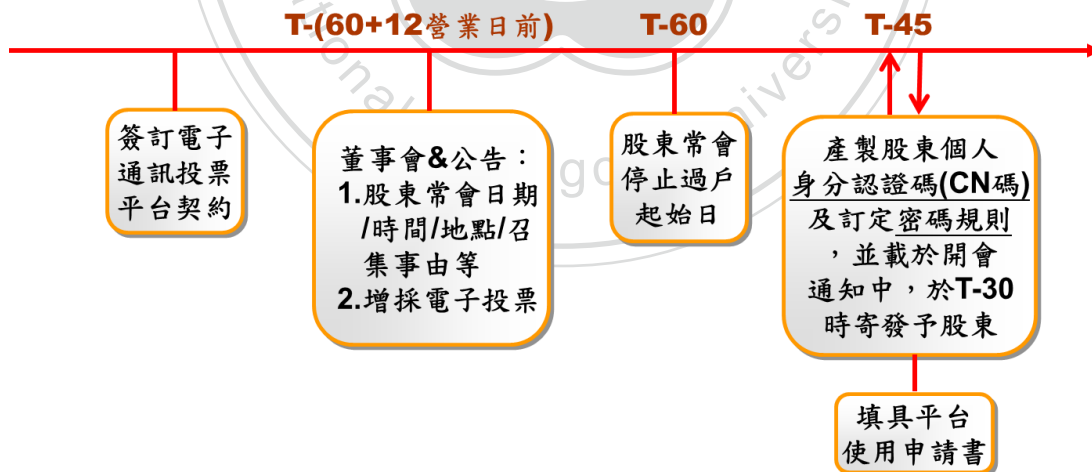 T-(60+12營業日前)
T-60
T-45
簽訂電子
通訊投票
平台契約
董事會&公告：
1.股東常會日期
/時間/地點/召
集事由等
2.增採電子投票
股東常會
停止過戶
起始日
產製股東個人
身分認證碼(CN碼)
及訂定密碼規則
，並載於開會
通知中，於T-30
時寄發予股東
填具平台
使用申請書